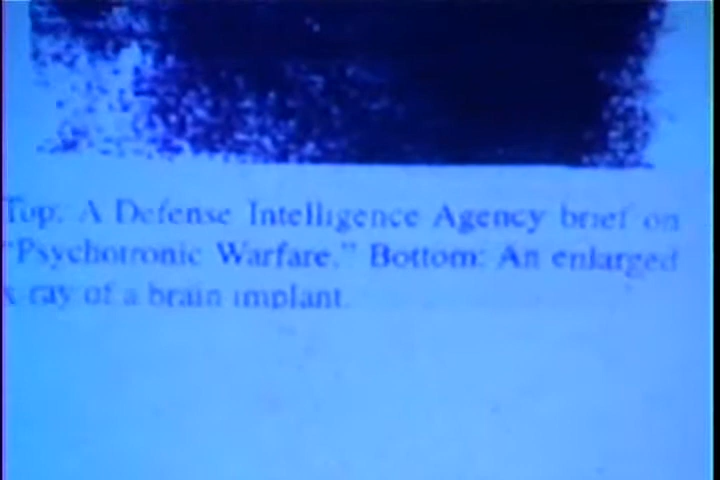 Top: A Defense Intelligence Agency brief on
"Psychotronic Warfare." Bottom: An enlarged
x ray of a brain implant.